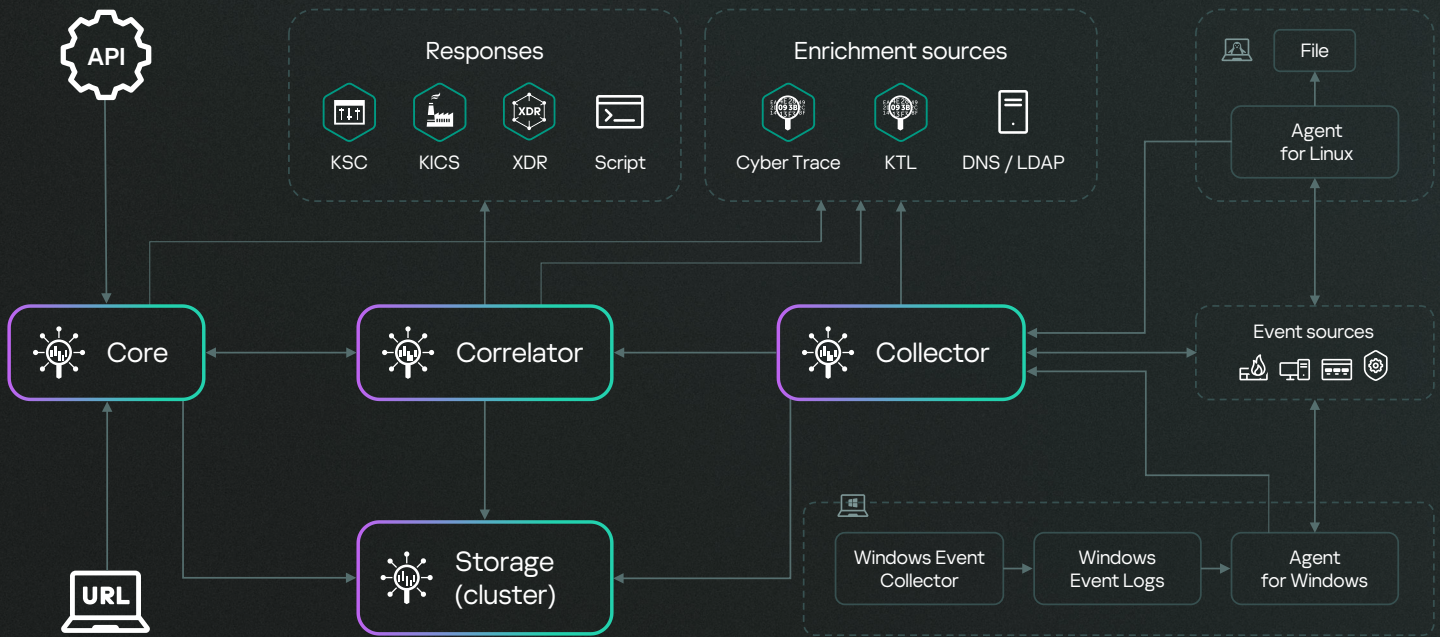 API
Responses
XDR
KSC
KICS
XDR
Script
Enrichment sources
Cyber Trace
KTL
DNS / LDAP
File
Agent
for Linux
Core
Correlator
Collector
Event sources
URL
Storage
(cluster)
Windows Event
Collector
Windows
Event Logs
Agent
for Windows